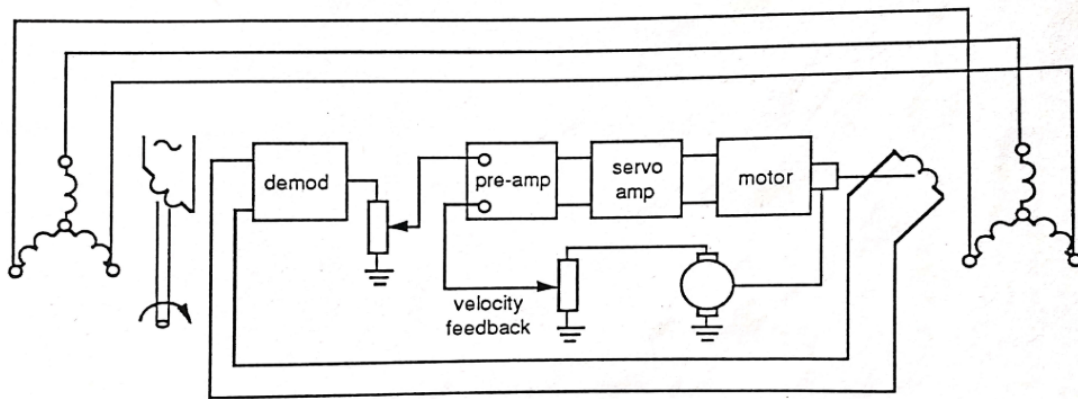 demod
pre-amp
servo
amp
motor
velocity
feedback